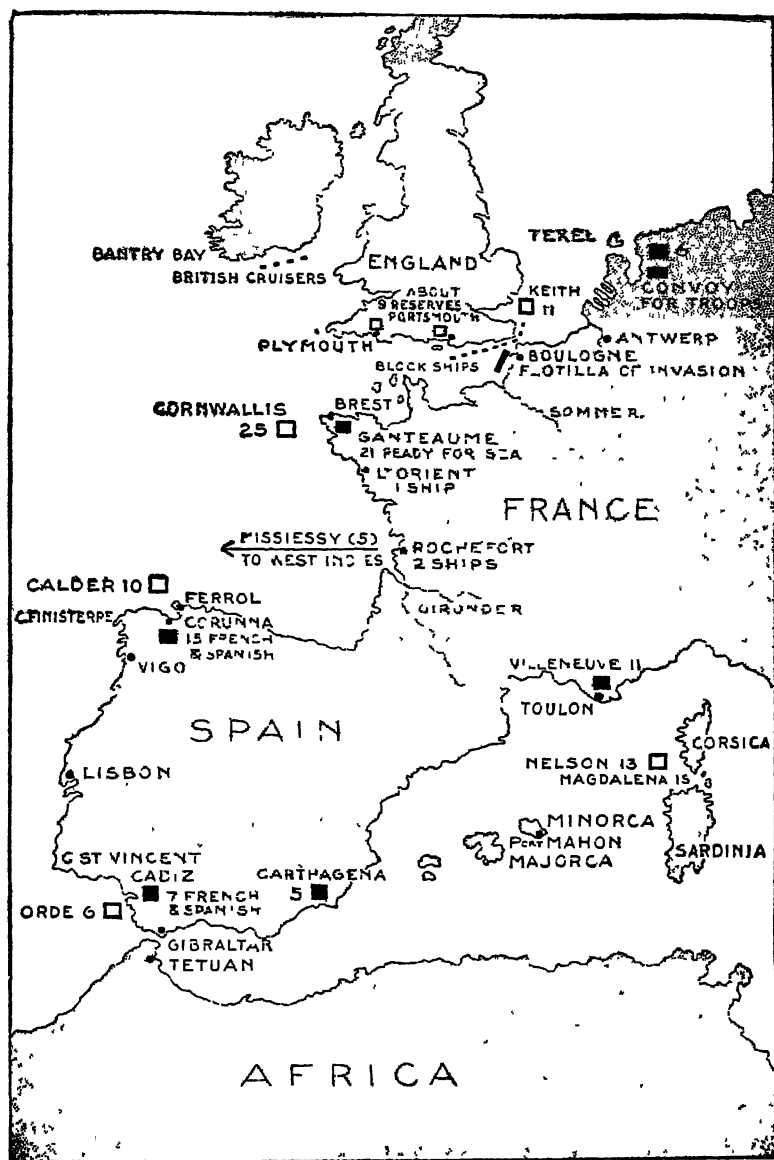 TEXEL
6
CONVOY
FOR TROOPS
BANTRY BAY
BRITISH CRUISERS
ENGLAND
ABOUT
9 RESERVES
PORTSMOUTH
KEITH
11
PLYMOUTH
BLOCK SHIPS
ANTWERP
BOULOGNE
FLOTILLA OF INVASION
SOMMER
BREST
CORNWALLIS
25
GANTEAUME
21 READY FOR SEA
L'ORIENT
1 SHIP
FRANCE
MISSIESSY (5)
TO WEST INDIES
ROCHEFORT
2 SHIPS
CALDER 10
FERROL
GIRUNDER
C FINISTERRE
CORUNNA
15 FRENCH
& SPANISH
VIGO
VILLENEUVE 11
TOULON
SPAIN
CORSICA
NELSON 13
MAGDALENA IS
LISBON
MINORCA
PORT MAHON
MAJORCA
SARDINIA
C ST VINCENT
CADIZ
7 FRENCH
& SPANISH
CARTHAGENA
5
ORDE 6
GIBRALTAR
TETUAN
AFRICA